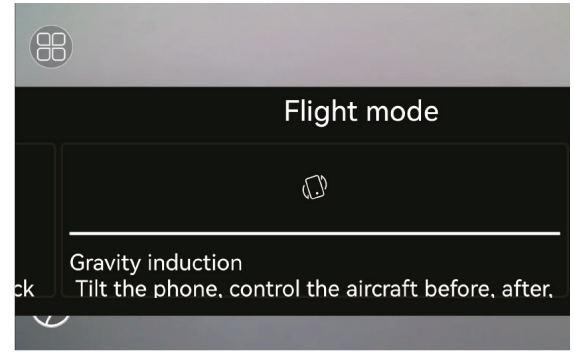 Flight mode
Gravity induction
ck Tilt the phone, control the aircraft before, after,